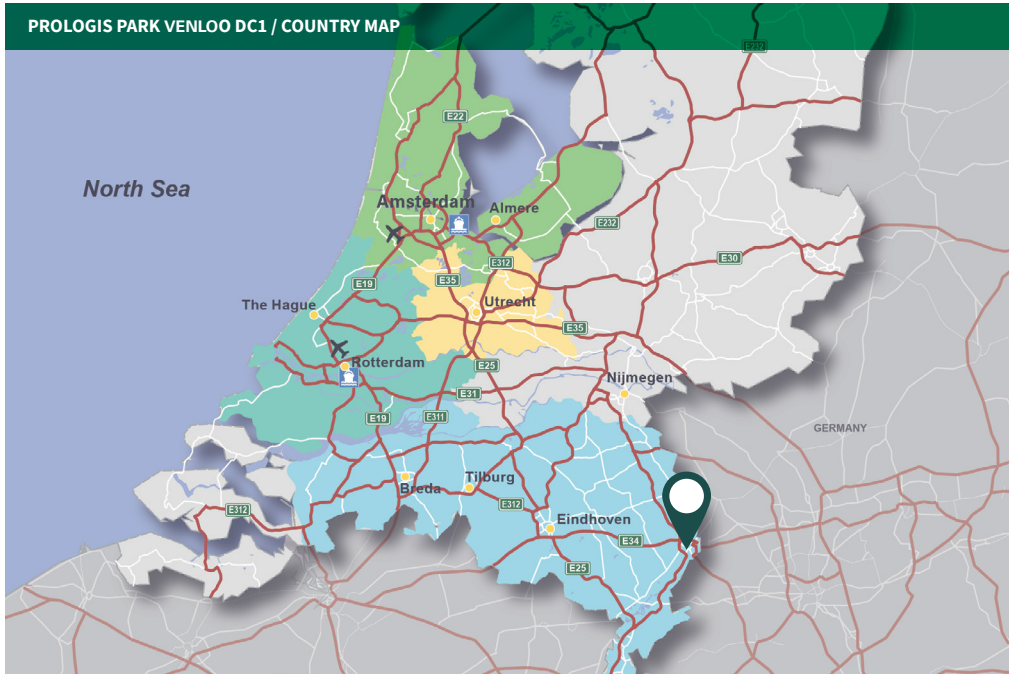 PROLOGIS PARK VENLOO DC1 / COUNTRY MAP
E232
E22
North Sea
Amsterdam
Almere
E232
E312
E30
E35
E19
The Hague
Utrecht
E35
Rotterdam
E25
Nijmegen
E31
E19
E311
GERMANY
Tilburg
Breda
E312
E312
Eindhoven
E34
E25